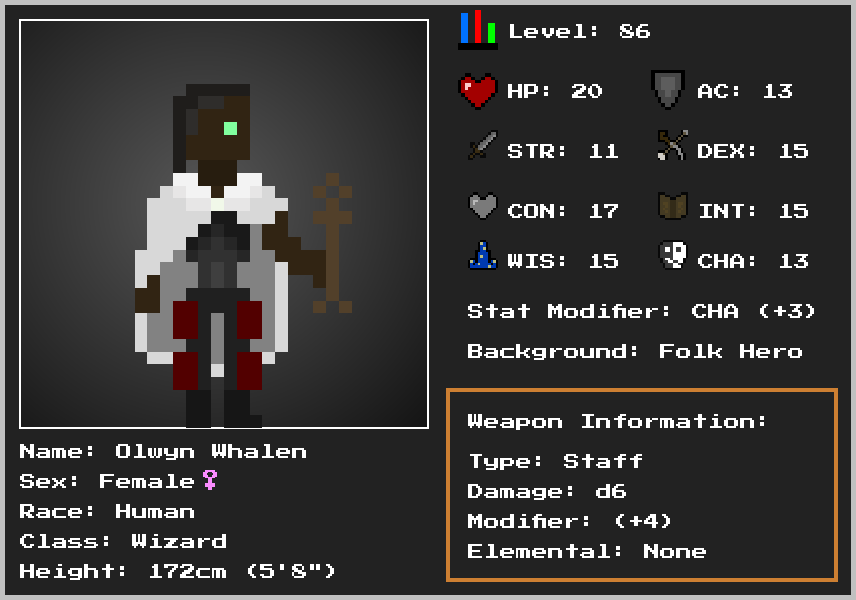 Level: 86
HP: 20 AC: 13
STR: 11 DEX: 15
CON: 17 INT: 15
WIS: 15 CHA: 13
Stat Modifier: CHA (+3)
Background: Folk Hero
Weapon Information:
Type: Staff
Damage: d6
Modifier: (+4)
Elemental: None
Name: Olwyn Whalen
Sex: Female♀
Race: Human
Class: Wizard
Height: 172cm (5'8")